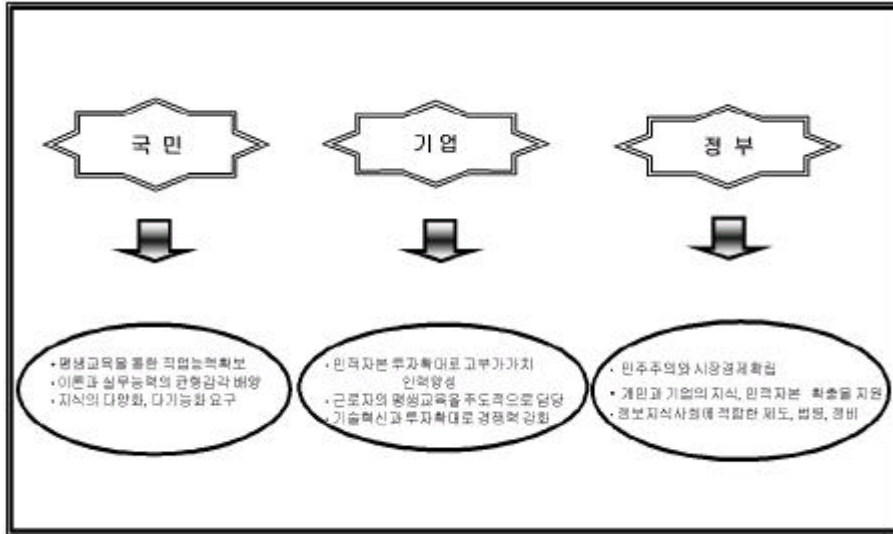 국 민
기 업
정 부
• 평생교육을 통한 직업능력확보
• 이론과 실무능력의 균형감각 배양
• 지식의 다양화, 다기능화 요구
• 인적자본 투자확대로 고부가가치
인력양성
• 근로자의 평생교육을 주도적으로 담당
• 기술혁신과 투자확대로 경쟁력 강화
• 민주주의와 시장경제확립
• 개인과 기업의 지식, 인적자본 확충을 지원
• 정보지식사회에 적합한 제도, 법령, 정비